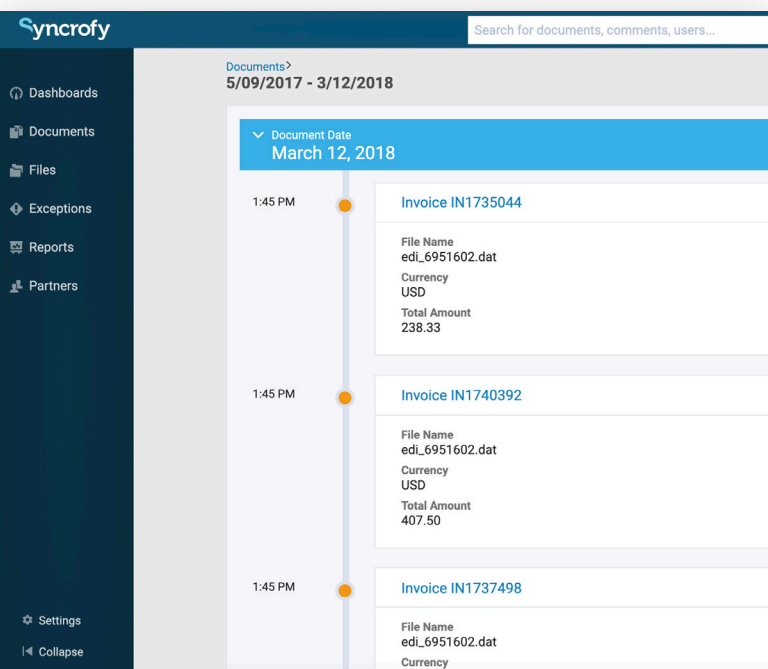 Syncrofy
Search for documents, comments, users...
Dashboards
Documents
Files
Exceptions
Reports
Partners
Settings
Collapse
Documents>
5/09/2017 - 3/12/2018
Document Date
March 12, 2018
1:45 PM
Invoice IN1735044
File Name
edi_6951602.dat
Currency
USD
Total Amount
238.33
1:45 PM
Invoice IN1740392
File Name
edi_6951602.dat
Currency
USD
Total Amount
407.50
1:45 PM
Invoice IN1737498
File Name
edi_6951602.dat
Currency